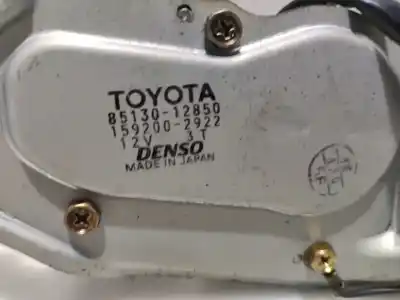 TOYOTA
85130-12850
159200-2922
12V 3T
DENSO
MADE IN JAPAN